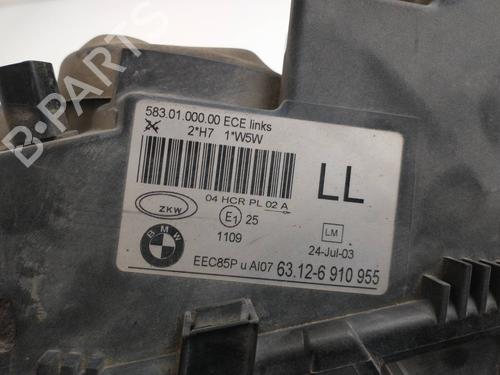 583.01.000.00 ECE links
2*H7 1*W5W
LL
04 HCR PL 02 A
ZKW
E1 25
LM
1109
24-Jul-03
BMW
EEC85P u AI07 63.12-6 910 955
B-PARTS